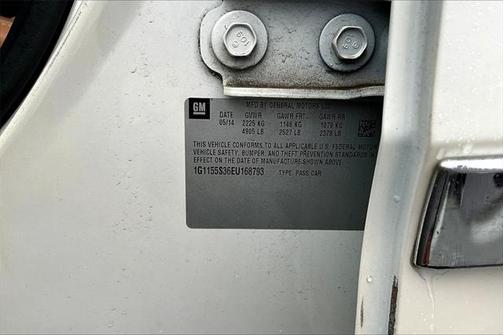 GM
MFD BY GENERAL MOTORS LLC
DATE GVWR GAWR FRT GAWR RR
05/14 2225 KG 1146 KG 1079 KG
4905 LB 2527 LB 2378 LB
THIS VEHICLE CONFORMS TO ALL APPLICABLE U.S. FEDERAL MOTOR
VEHICLE SAFETY, BUMPER, AND THEFT PREVENTION STANDARDS IN
EFFECT ON THE DATE OF MANUFACTURE SHOWN ABOVE.
1G1155S36EU168793 TYPE: PASS CAR